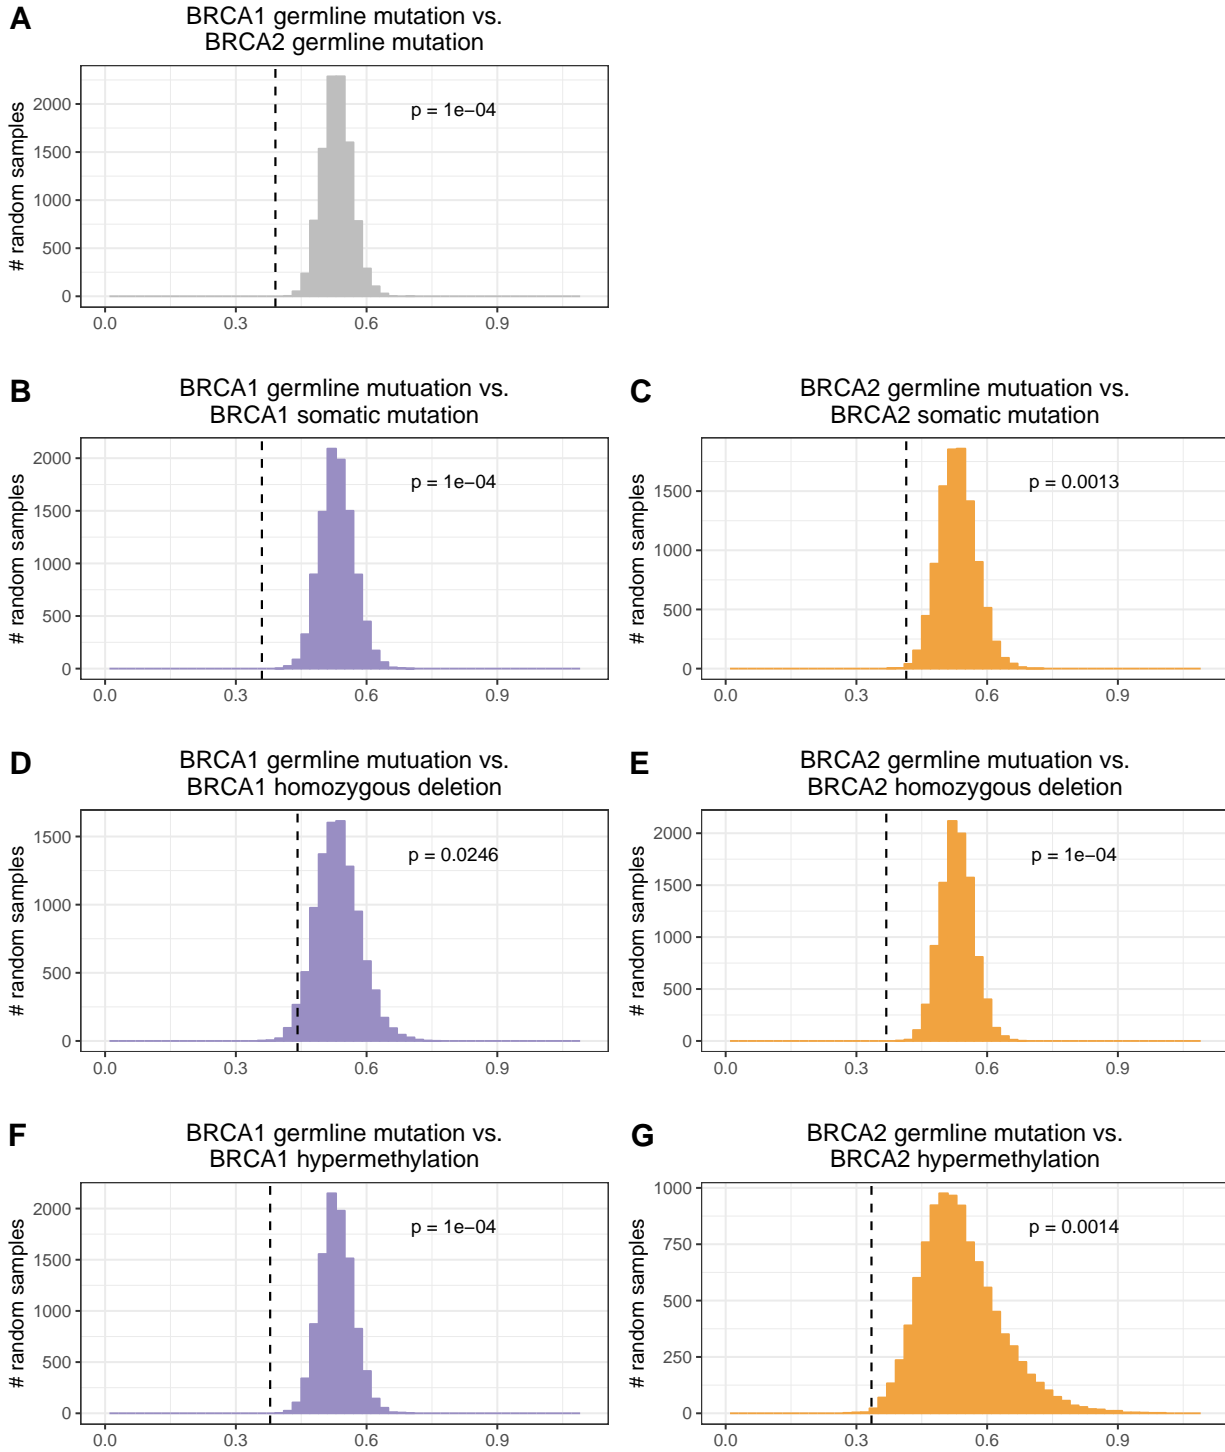 A
BRCA1 germline mutation vs.
BRCA2 germline mutation
# random samples
2000
1500
1000
500
0
p = 1e−04
0.0 0.3 0.6 0.9
B
BRCA1 germline mutuation vs.
BRCA1 somatic mutation
# random samples
2000
1500
1000
500
0
p = 1e−04
0.0 0.3 0.6 0.9
C
BRCA2 germline mutuation vs.
BRCA2 somatic mutation
# random samples
1500
1000
500
0
p = 0.0013
0.0 0.3 0.6 0.9
D
BRCA1 germline mutuation vs.
BRCA1 homozygous deletion
# random samples
1500
1000
500
0
p = 0.0246
0.0 0.3 0.6 0.9
E
BRCA2 germline mutuation vs.
BRCA2 homozygous deletion
# random samples
2000
1500
1000
500
0
p = 1e−04
0.0 0.3 0.6 0.9
F
BRCA1 germline mutation vs.
BRCA1 hypermethylation
# random samples
2000
1500
1000
500
0
p = 1e−04
0.0 0.3 0.6 0.9
G
BRCA2 germline mutation vs.
BRCA2 hypermethylation
# random samples
1000
750
500
250
0
p = 0.0014
0.0 0.3 0.6 0.9